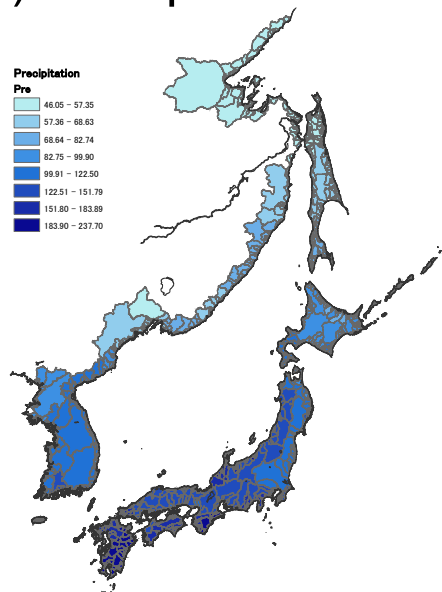 Precipitation
Pre
46.05 - 57.35
57.36 - 68.63
68.64 - 82.74
82.75 - 99.90
99.91 - 122.50
122.51 - 151.79
151.80 - 183.89
183.90 - 237.70